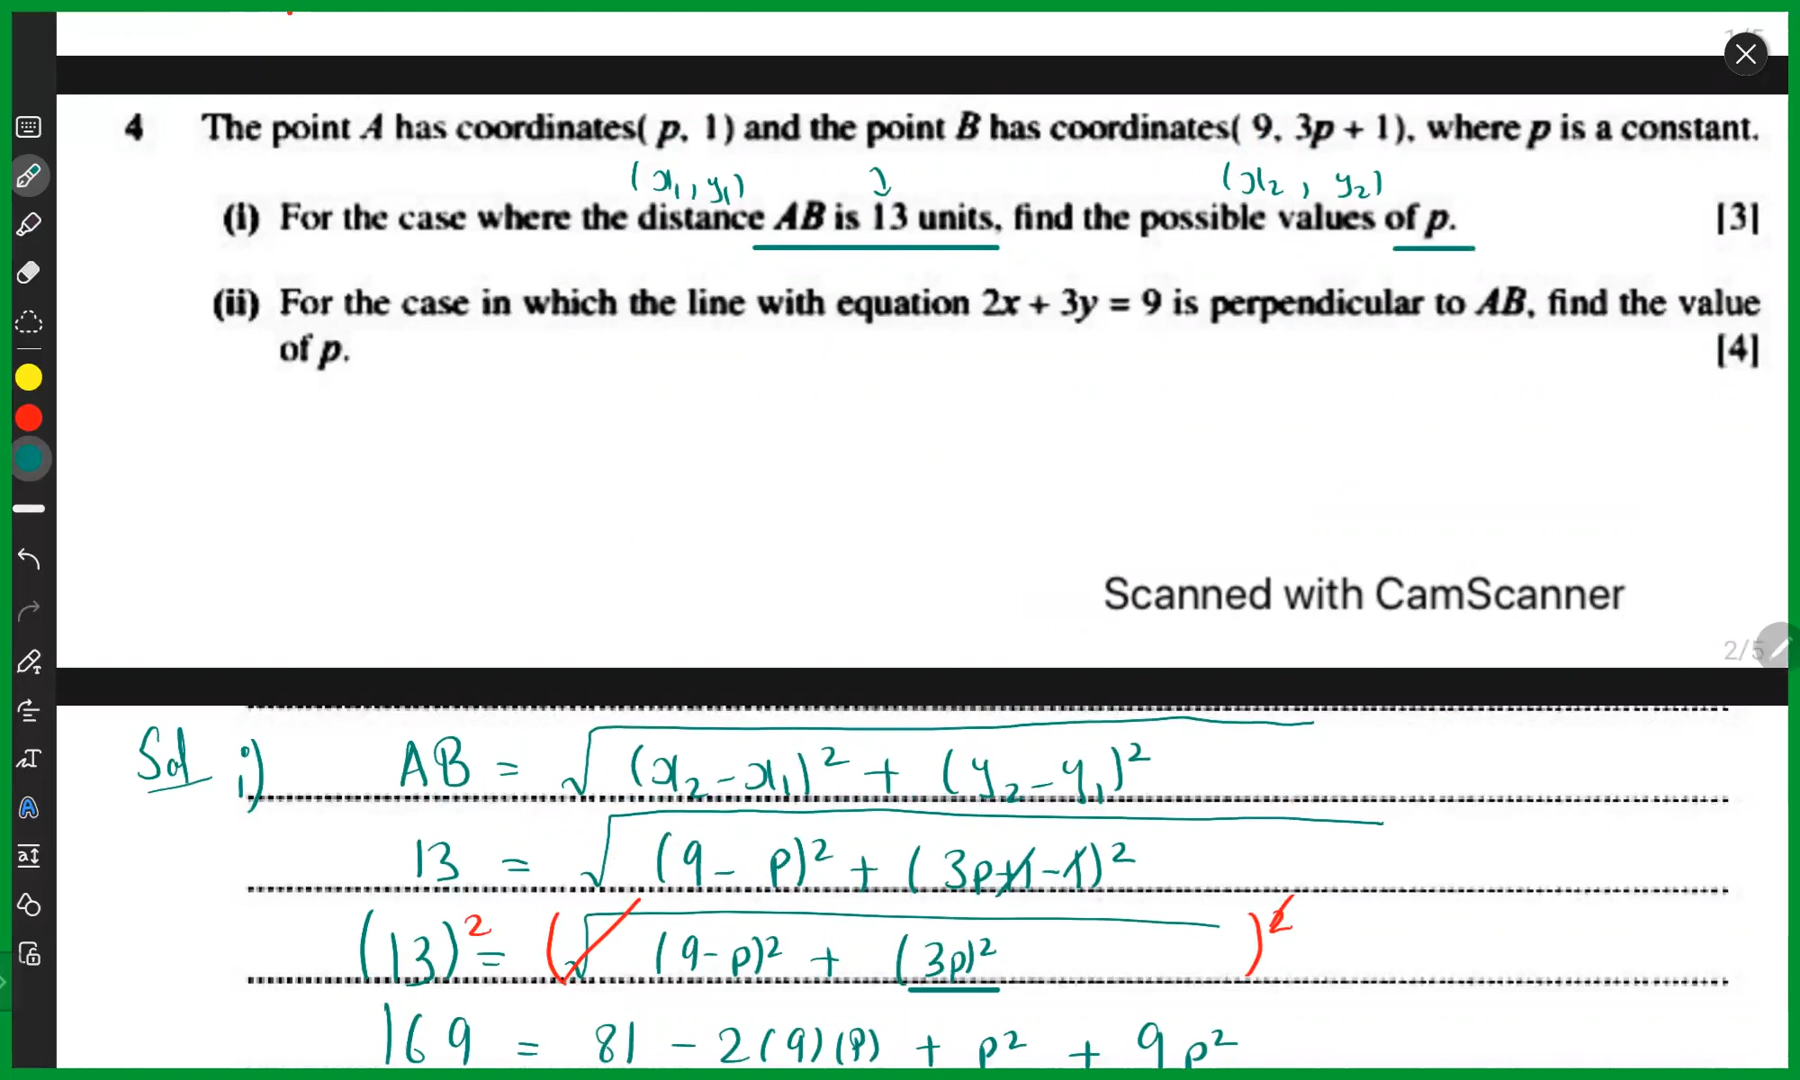 4 The point A has coordinates( p, 1) and the point B has coordinates( 9, 3p + 1), where p is a constant.
(x₁, y₁) (x₂, y₂)
(i) For the case where the distance AB is 13 units, find the possible values of p. [3]
(ii) For the case in which the line with equation 2x + 3y = 9 is perpendicular to AB, find the value
of p. [4]
Scanned with CamScanner
2/5
Sol i) AB = √(x₂ - x₁)² + (y₂ - y₁)²
13 = √(9 - p)² + (3p+1-1)²
(13)² = (√(9-p)² + (3p)²)²
169 = 81 - 2(9)(P) + p² + 9p²